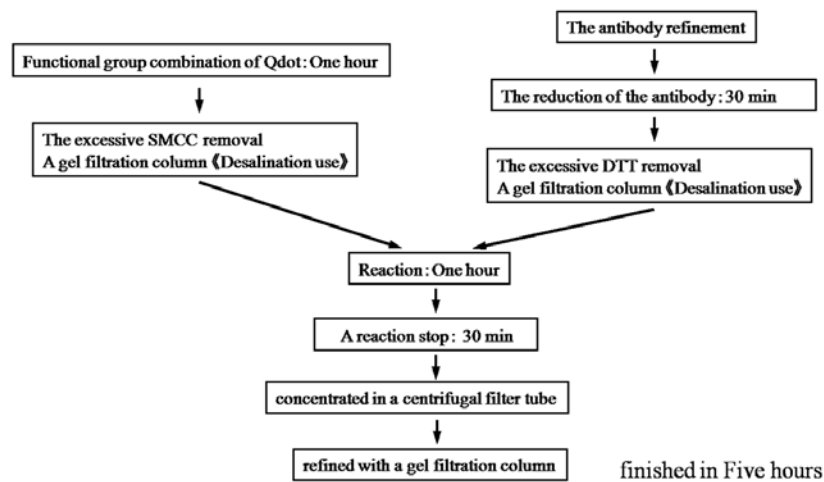 Functional group combination of Qdot : One hour
The excessive SMCC removal
A gel filtration column 《Desalination use》
The antibody refinement
The reduction of the antibody : 30 min
The excessive DTT removal
A gel filtration column 《Desalination use》
Reaction : One hour
A reaction stop : 30 min
concentrated in a centrifugal filter tube
refined with a gel filtration column
finished in Five hours